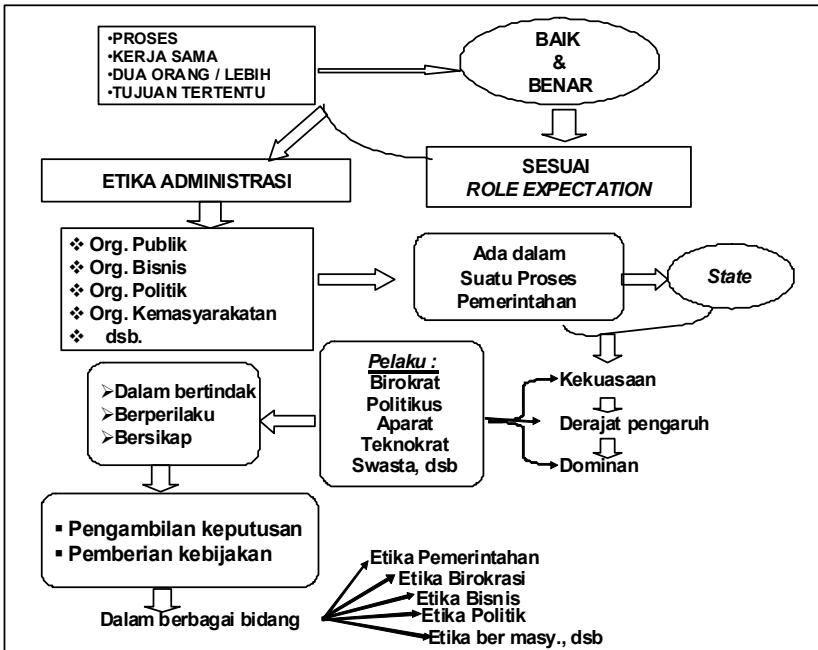 •PROSES
•KERJA SAMA
•DUA ORANG / LEBIH
•TUJUAN TERTENTU
BAIK
&
BENAR
SESUAI
ROLE EXPECTATION
ETIKA ADMINISTRASI
❖ Org. Publik
❖ Org. Bisnis
❖ Org. Politik
❖ Org. Kemasyarakatan
❖ dsb.
Ada dalam
Suatu Proses
Pemerintahan
State
Kekuasaan
Derajat pengaruh
Dominan
Pelaku :
Birokrat
Politikus
Aparat
Teknokrat
Swasta, dsb
➢Dalam bertindak
➢Berperilaku
➢Bersikap
▪ Pengambilan keputusan
▪ Pemberian kebijakan
Dalam berbagai bidang
Etika Pemerintahan
Etika Birokrasi
Etika Bisnis
Etika Politik
Etika ber masy., dsb